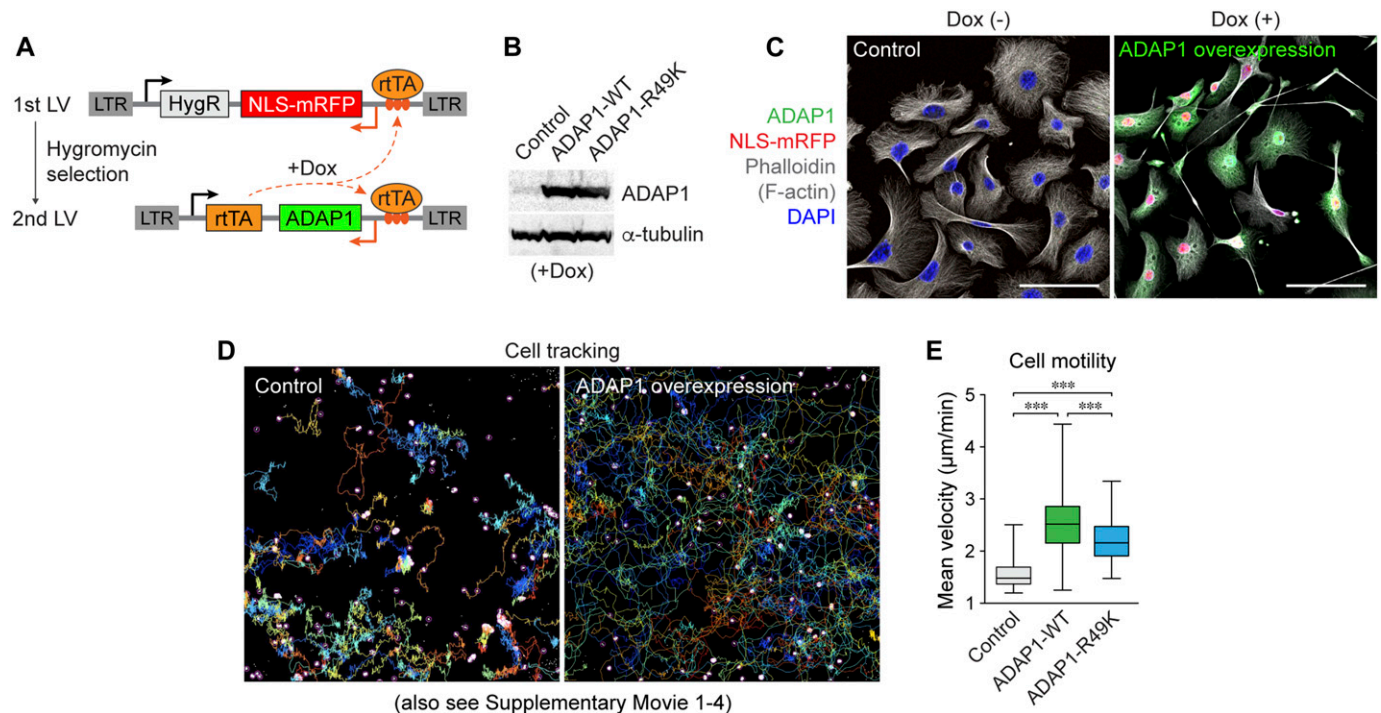 A
1st LV
LTR
HygR
NLS-mRFP
rtTA
LTR
Hygromycin
selection
+Dox
2nd LV
LTR
rtTA
ADAP1
rtTA
LTR
B
Control
ADAP1-WT
ADAP1-R49K
ADAP1
α-tubulin
(+Dox)
C
Dox (-)
Dox (+)
Control
ADAP1 overexpression
ADAP1
NLS-mRFP
Phalloidin
(F-actin)
DAPI
D
Cell tracking
Control
ADAP1 overexpression
(also see Supplementary Movie 1-4)
E
Cell motility
***
*** ***
Mean velocity (µm/min)
5
4
3
2
1
Control
ADAP1-WT
ADAP1-R49K